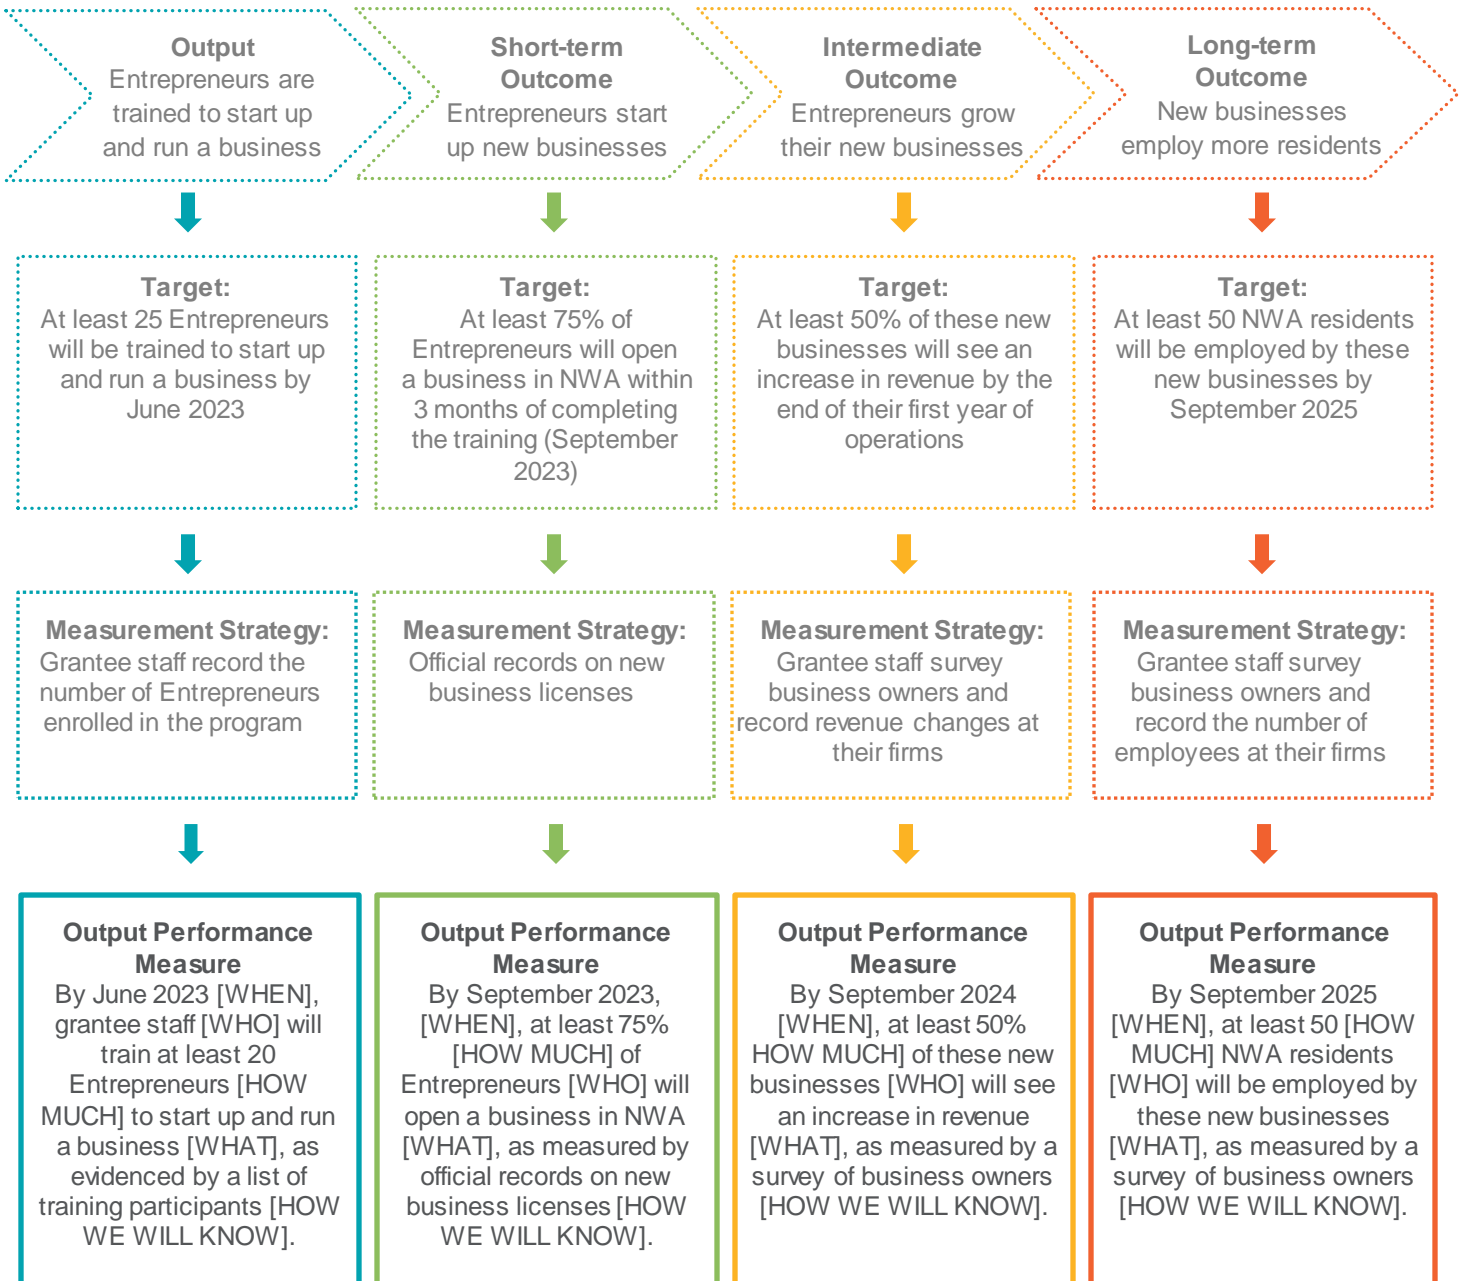 Output
Entrepreneurs are
trained to start up
and run a business
Short-term
Outcome
Entrepreneurs start
up new businesses
Intermediate
Outcome
Entrepreneurs grow
their new businesses
Long-term
Outcome
New businesses
employ more residents
Target:
At least 25 Entrepreneurs
will be trained to start up
and run a business by
June 2023
Target:
At least 75% of
Entrepreneurs will open
a business in NWA within
3 months of completing
the training (September
2023)
Target:
At least 50% of these new
businesses will see an
increase in revenue by the
end of their first year of
operations
Target:
At least 50 NWA residents
will be employed by these
new businesses by
September 2025
Measurement Strategy:
Grantee staff record the
number of Entrepreneurs
enrolled in the program
Measurement Strategy:
Official records on new
business licenses
Measurement Strategy:
Grantee staff survey
business owners and
record revenue changes at
their firms
Measurement Strategy:
Grantee staff survey
business owners and
record the number of
employees at their firms
Output Performance
Measure
By June 2023 [WHEN],
grantee staff [WHO] will
train at least 20
Entrepreneurs [HOW
MUCH] to start up and run
a business [WHAT], as
evidenced by a list of
training participants [HOW
WE WILL KNOW].
Output Performance
Measure
By September 2023,
[WHEN], at least 75%
[HOW MUCH] of
Entrepreneurs [WHO] will
open a business in NWA
[WHAT], as measured by
official records on new
business licenses [HOW
WE WILL KNOW].
Output Performance
Measure
By September 2024
[WHEN], at least 50%
HOW MUCH] of these new
businesses [WHO] will see
an increase in revenue
[WHAT], as measured by a
survey of business owners
[HOW WE WILL KNOW].
Output Performance
Measure
By September 2025
[WHEN], at least 50 [HOW
MUCH] NWA residents
[WHO] will be employed by
these new businesses
[WHAT], as measured by a
survey of business owners
[HOW WE WILL KNOW].